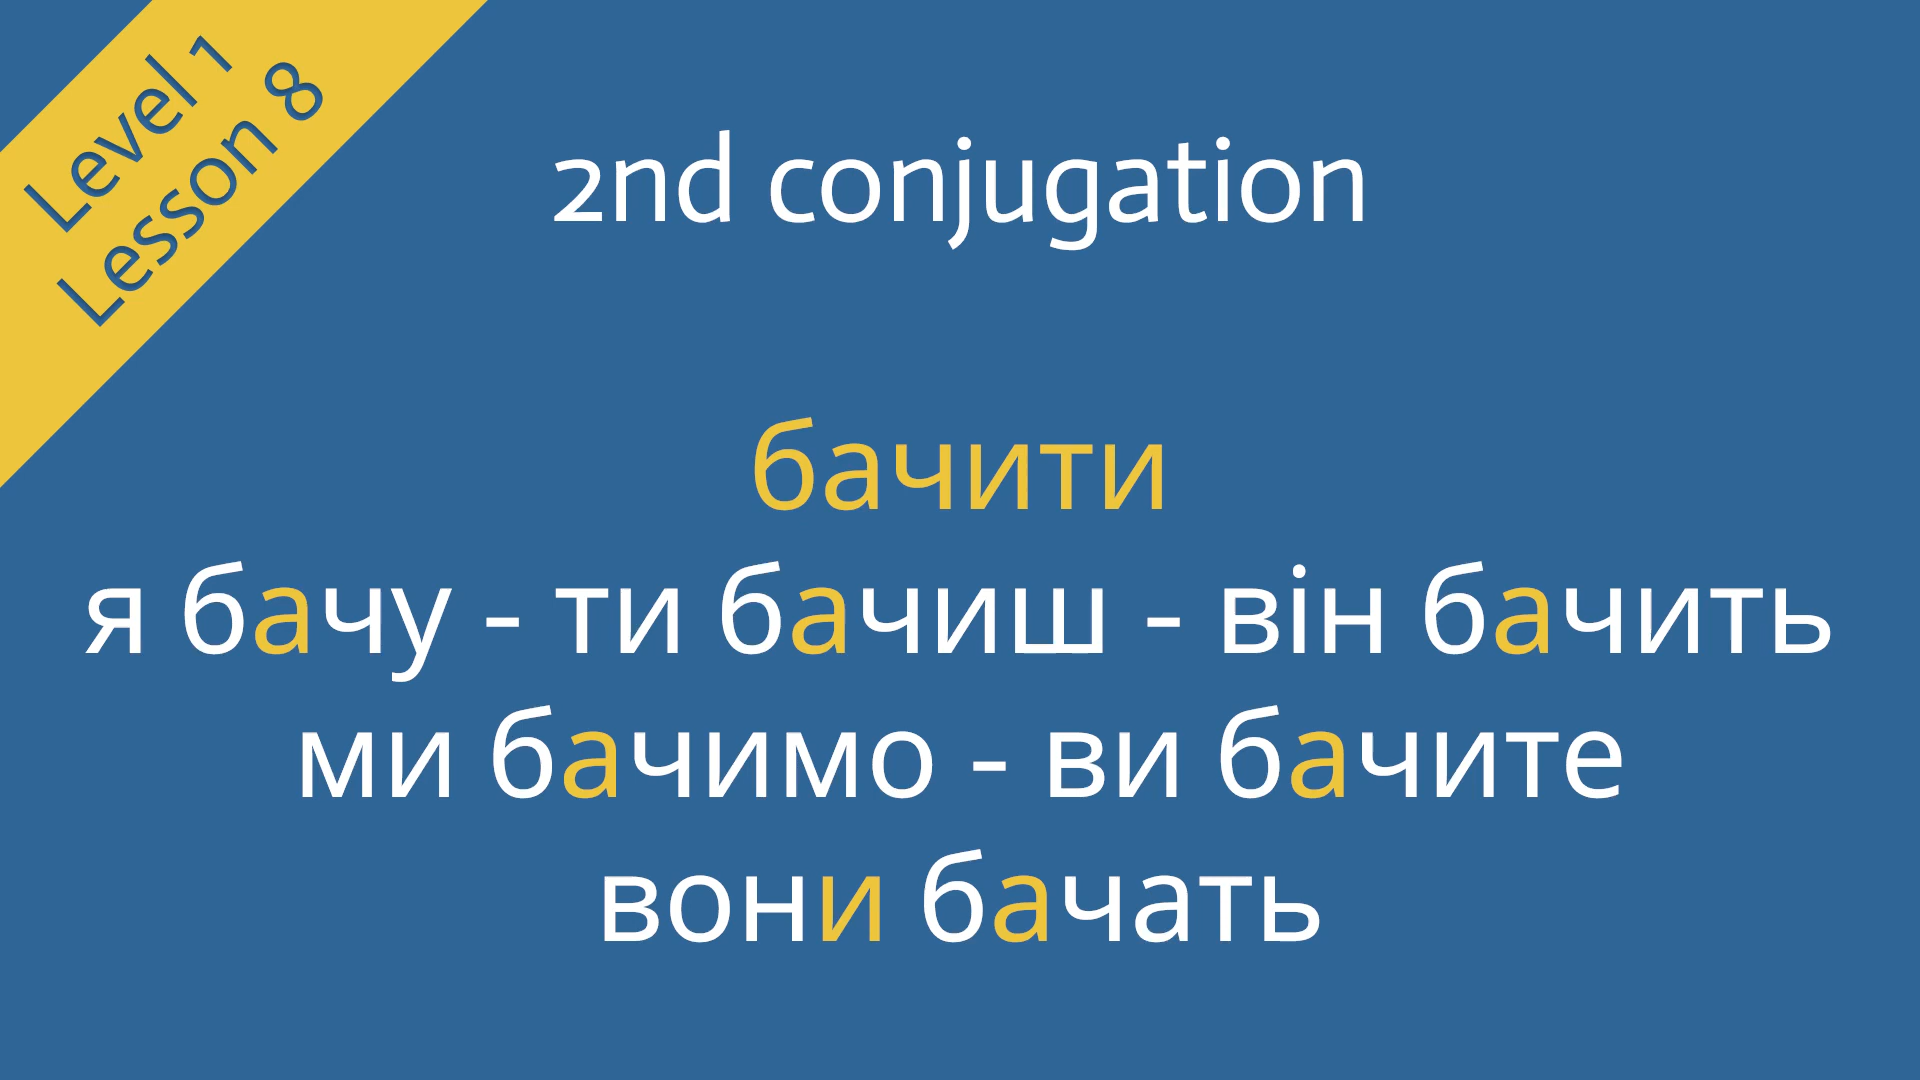 Level 1
Lesson 8
2nd conjugation
бачити
я бачу - ти бачиш - він бачить
ми бачимо - ви бачите
вони бачать